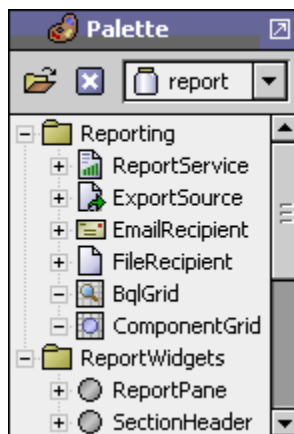 Palette
report
Reporting
ReportService
ExportSource
EmailRecipient
FileRecipient
BqlGrid
ComponentGrid
ReportWidgets
ReportPane
SectionHeader